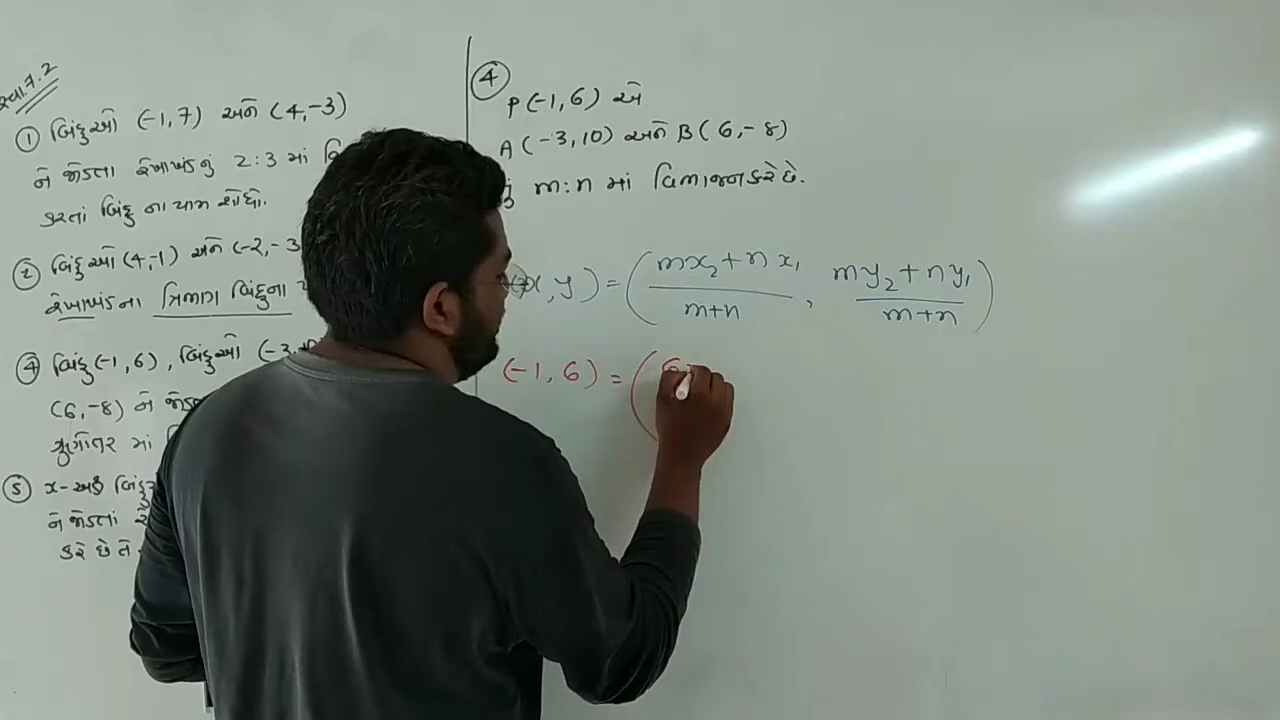 સ્વા.7.2
① બિંદુઓ (-1,7) અને (4,-3)
ને જોડતા રેખાખંડનું 2:3 માં
કરતાં બિંદુ ના યામ શોધો.
② બિંદુઓ (4,-1) અને (-2,-3
રેખાખંડના ત્રિભાગ બિંદુના
④ બિંદુ (-1,6), બિંદુઓ (-3,10
(6,-8) ને જોડ
ગુણોત્તર માં
⑤ x-અક્ષ બિંદુ
ને જોડતાં
કરે છે તે
④
P(-1,6) એ
A(-3,10) અને B(6,-8)
નું m:n માં વિભાજન કરે છે.
(x,y) = ( mx₂+nx₁ / m+n , my₂+ny₁ / m+n )
(-1,6) = ( 6